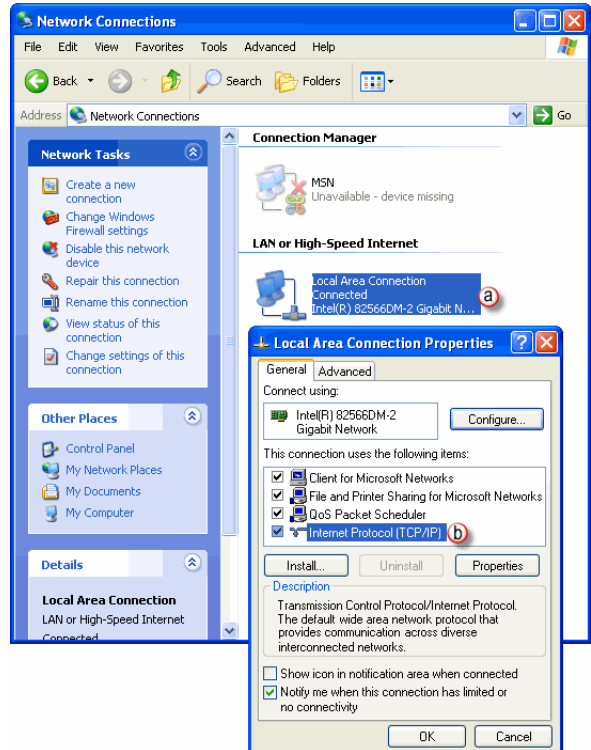 Network Connections
File Edit View Favorites Tools Advanced Help
Back Search Folders
Address Network Connections Go
Network Tasks
Create a new
connection
Change Windows
Firewall settings
Disable this network
device
Repair this connection
Rename this connection
View status of this
connection
Change settings of this
connection
Other Places
Control Panel
My Network Places
My Documents
My Computer
Details
Local Area Connection
LAN or High-Speed Internet
Connected
Connection Manager
MSN
Unavailable - device missing
LAN or High-Speed Internet
Local Area Connection
Connected
Intel(R) 82566DM-2 Gigabit N...
a
Local Area Connection Properties
General Advanced
Connect using:
Intel(R) 82566DM-2
Gigabit Network
Configure...
This connection uses the following items:
Client for Microsoft Networks
File and Printer Sharing for Microsoft Networks
QoS Packet Scheduler
Internet Protocol (TCP/IP) b
Install... Uninstall Properties
Description
Transmission Control Protocol/Internet Protocol.
The default wide area network protocol that
provides communication across diverse
interconnected networks.
Show icon in notification area when connected
Notify me when this connection has limited or
no connectivity
OK Cancel